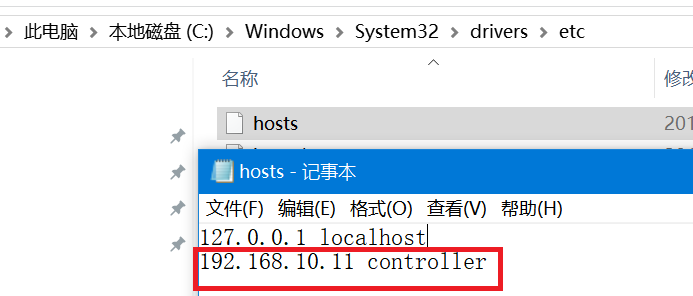 此电脑 > 本地磁盘 (C:) > Windows > System32 > drivers > etc
名称 修改
hosts 201
hosts - 记事本
文件(F) 编辑(E) 格式(O) 查看(V) 帮助(H)
127.0.0.1 localhost
192.168.10.11 controller